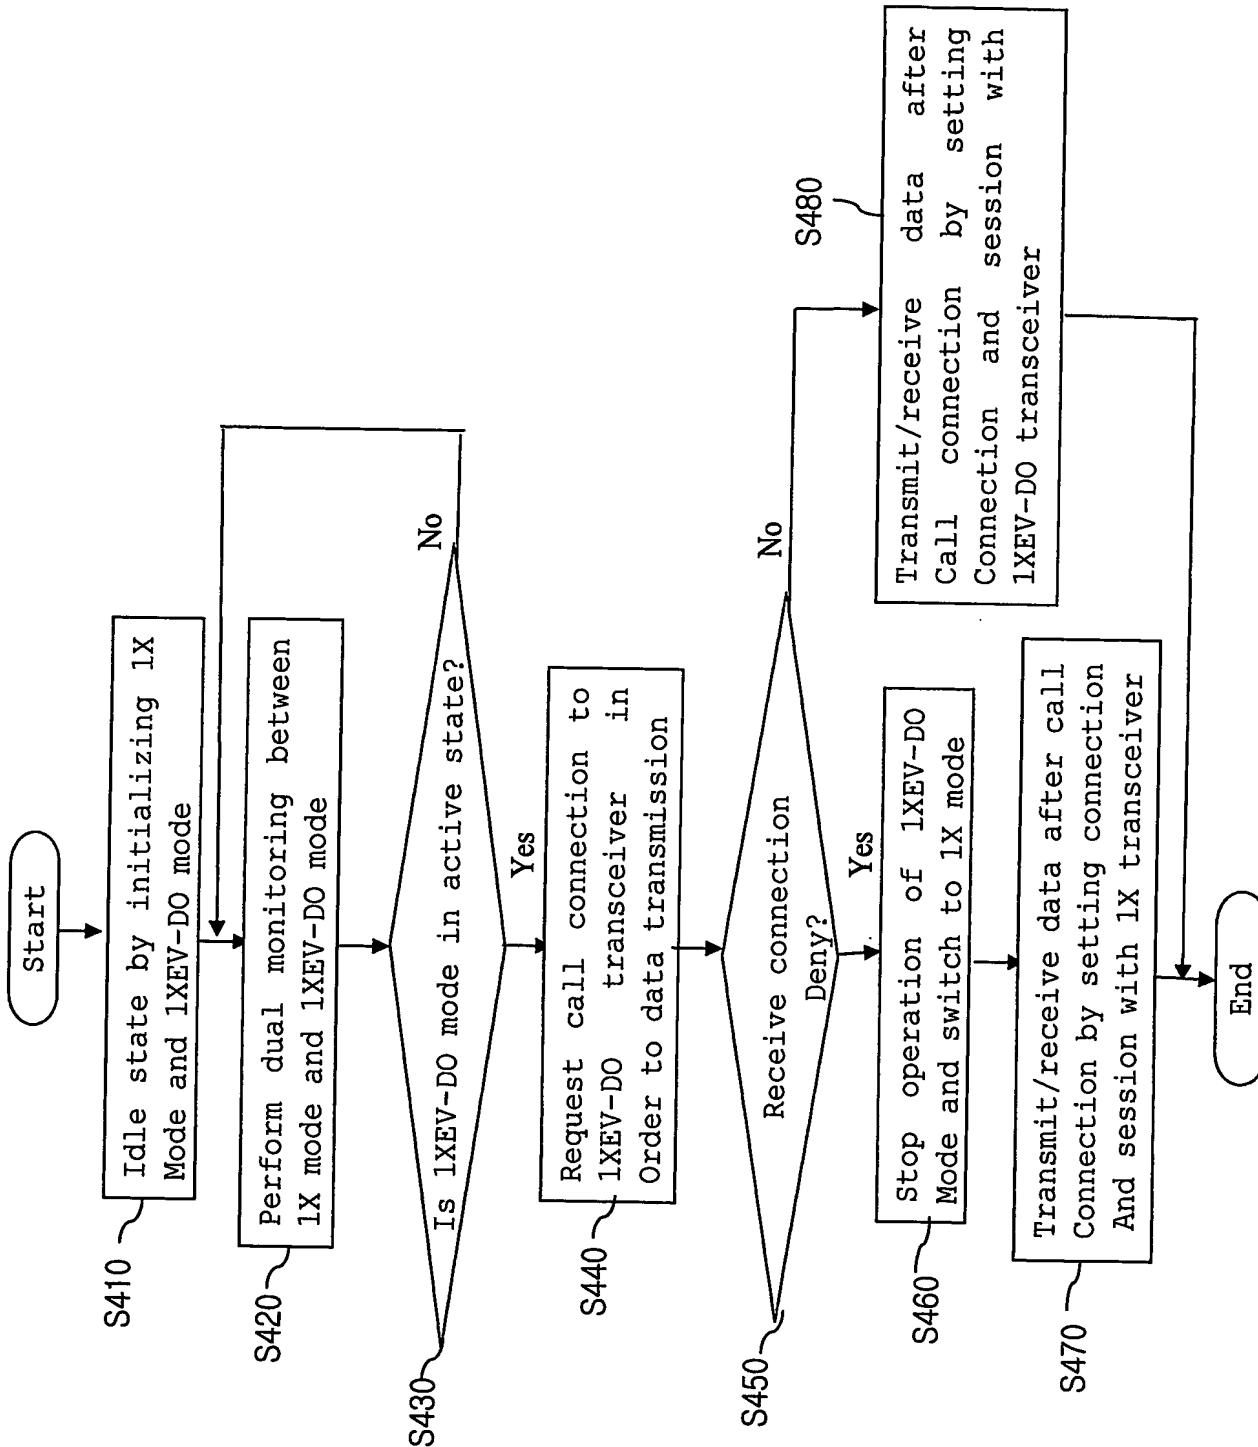 Start
S410
Idle state by initializing 1X
Mode and 1XEV-DO mode
S420
Perform dual monitoring between
1X mode and 1XEV-DO mode
S430
Is 1XEV-DO mode in active state?
No
Yes
S440
Request call connection to
1XEV-DO transceiver in
Order to data transmission
S450
Receive connection
Deny?
No
Yes
S460
Stop operation of 1XEV-DO
Mode and switch to 1X mode
S480
Transmit/receive data after
Call connection by setting
Connection and session with
1XEV-DO transceiver
S470
Transmit/receive data after call
Connection by setting connection
And session with 1X transceiver
End